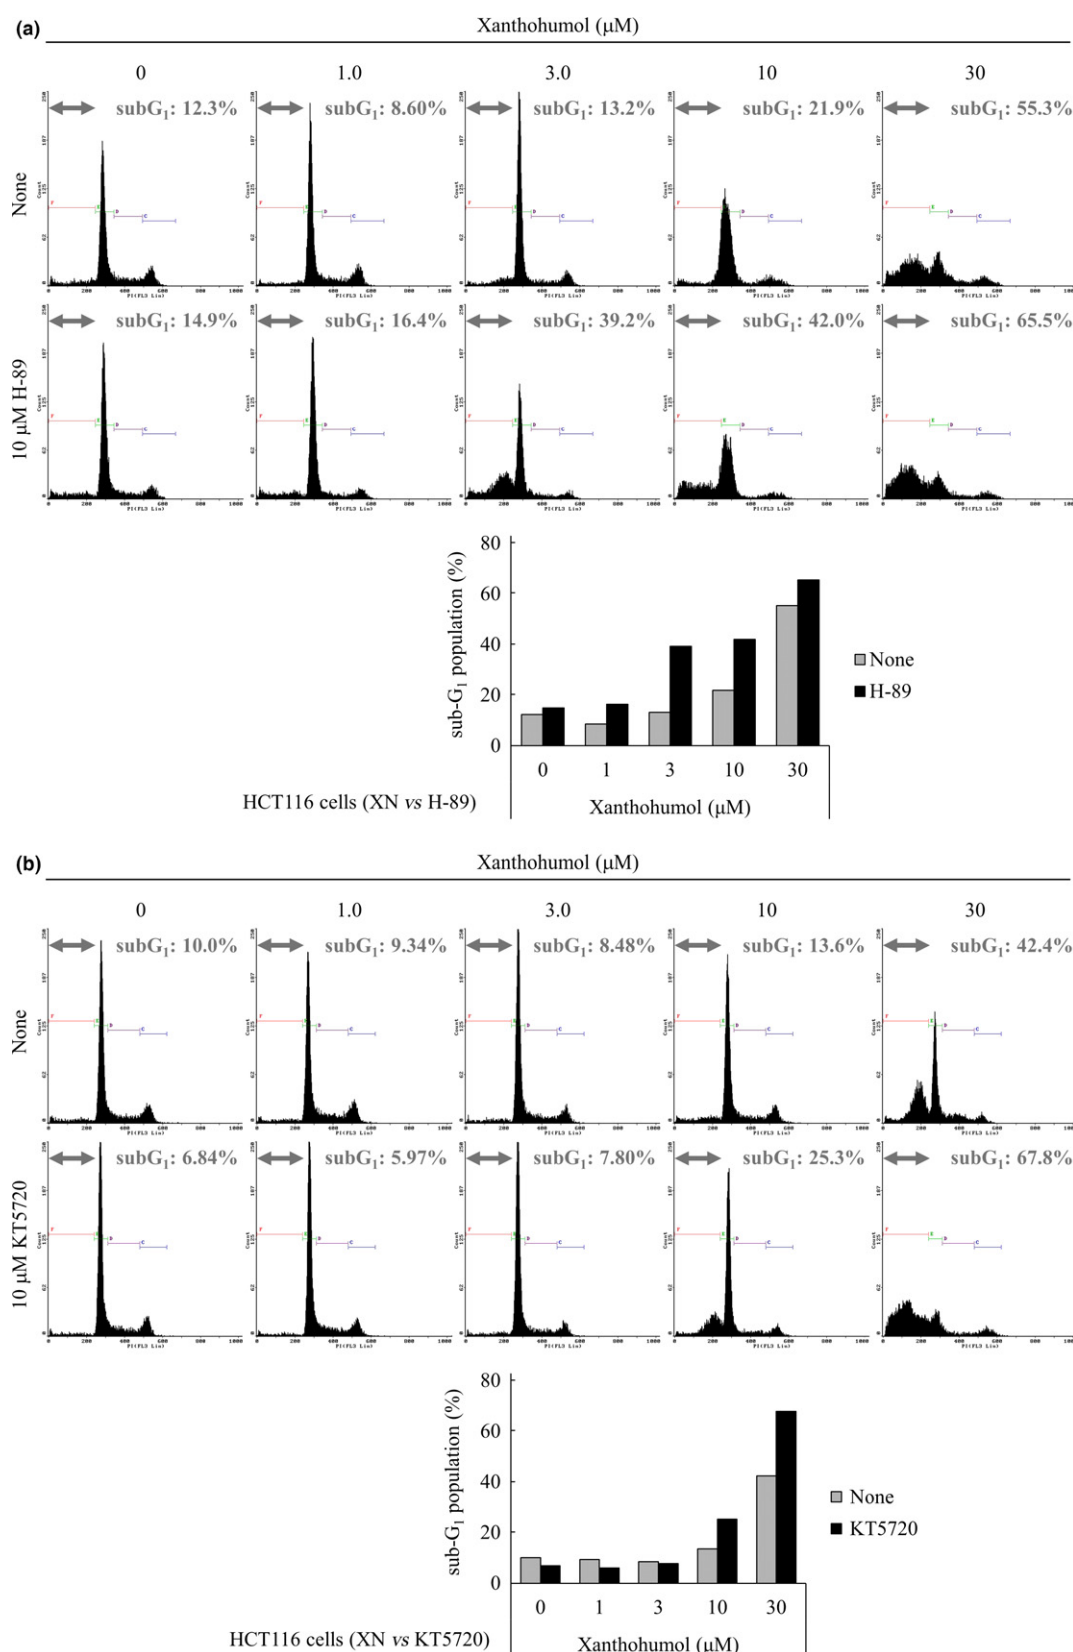 (a)
Xanthohumol (μM)
0 1.0 3.0 10 30
None
subG1: 12.3% subG1: 8.60% subG1: 13.2% subG1: 21.9% subG1: 55.3%
10 μM H-89
subG1: 14.9% subG1: 16.4% subG1: 39.2% subG1: 42.0% subG1: 65.5%
sub-G1 population (%)
80
60
40
20
0
None
H-89
0 1 3 10 30
HCT116 cells (XN vs H-89)
Xanthohumol (μM)
(b)
Xanthohumol (μM)
0 1.0 3.0 10 30
None
subG1: 10.0% subG1: 9.34% subG1: 8.48% subG1: 13.6% subG1: 42.4%
10 μM KT5720
subG1: 6.84% subG1: 5.97% subG1: 7.80% subG1: 25.3% subG1: 67.8%
sub-G1 population (%)
80
60
40
20
0
None
KT5720
0 1 3 10 30
HCT116 cells (XN vs KT5720)
Xanthohumol (μM)